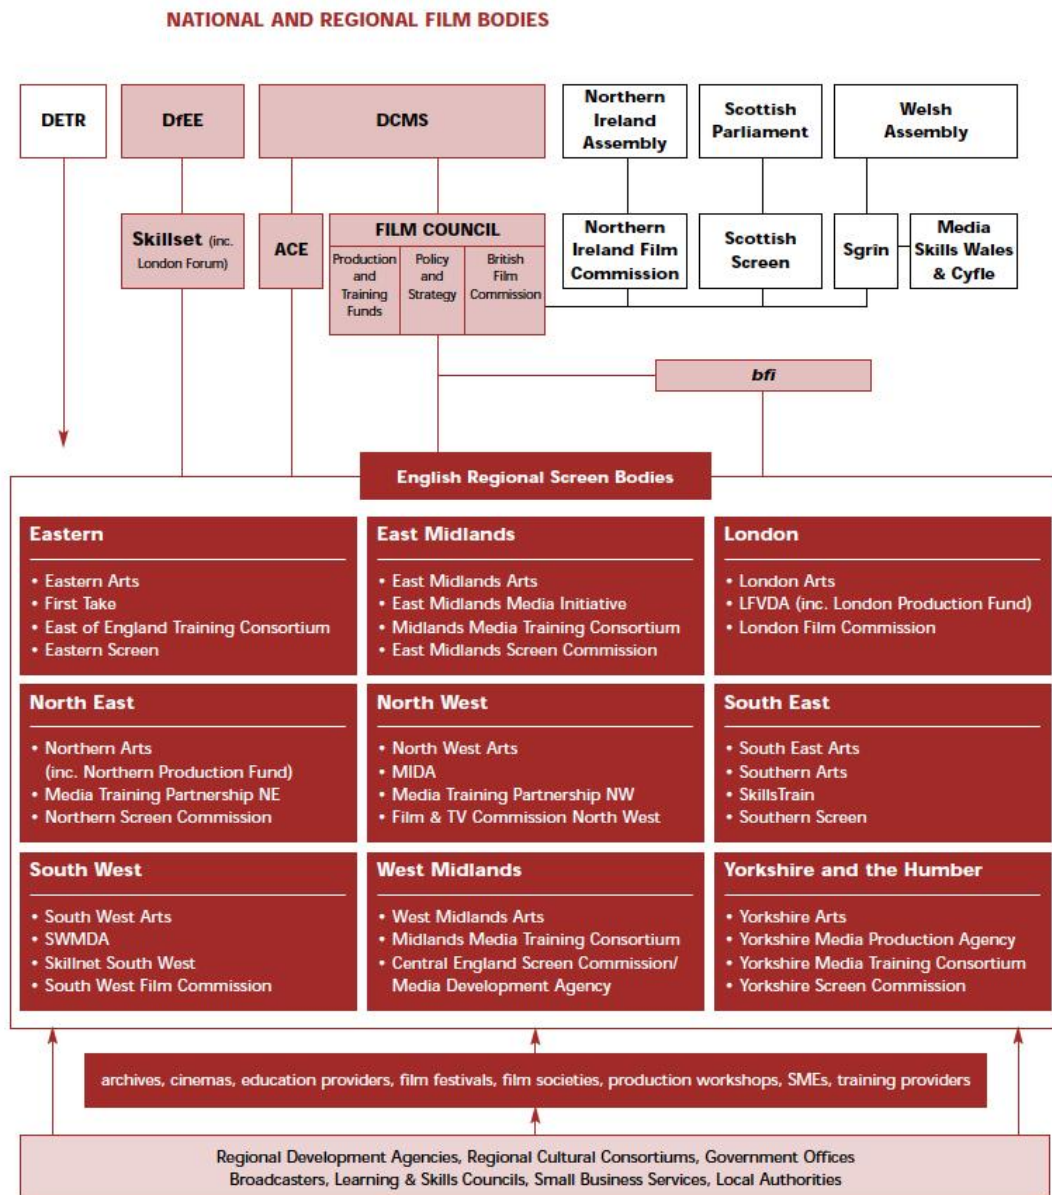 NATIONAL AND REGIONAL FILM BODIES
DETR
DfEE
DCMS
Northern
Ireland
Assembly
Scottish
Parliament
Welsh
Assembly
Skillset (inc.
London Forum)
ACE
FILM COUNCIL
Production
and
Training
Funds
Policy
and
Strategy
British
Film
Commission
Northern
Ireland Film
Commission
Scottish
Screen
Sgrîn
Media
Skills Wales
& Cyfle
bfi
English Regional Screen Bodies
Eastern
• Eastern Arts
• First Take
• East of England Training Consortium
• Eastern Screen
East Midlands
• East Midlands Arts
• East Midlands Media Initiative
• Midlands Media Training Consortium
• East Midlands Screen Commission
London
• London Arts
• LFVDA (inc. London Production Fund)
• London Film Commission
North East
• Northern Arts
(inc. Northern Production Fund)
• Media Training Partnership NE
• Northern Screen Commission
North West
• North West Arts
• MIDA
• Media Training Partnership NW
• Film & TV Commission North West
South East
• South East Arts
• Southern Arts
• SkillsTrain
• Southern Screen
South West
• South West Arts
• SWMDA
• Skillnet South West
• South West Film Commission
West Midlands
• West Midlands Arts
• Midlands Media Training Consortium
• Central England Screen Commission/
Media Development Agency
Yorkshire and the Humber
• Yorkshire Arts
• Yorkshire Media Production Agency
• Yorkshire Media Training Consortium
• Yorkshire Screen Commission
archives, cinemas, education providers, film festivals, film societies, production workshops, SMEs, training providers
Regional Development Agencies, Regional Cultural Consortiums, Government Offices
Broadcasters, Learning & Skills Councils, Small Business Services, Local Authorities